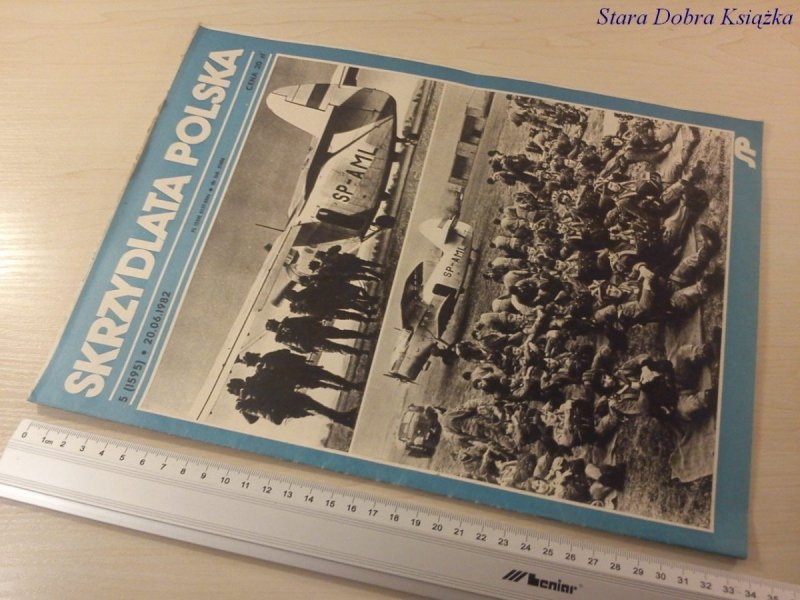 Stara Dobra Książka
SKRZYDLATA POLSKA
CENA 20 zł
5 (1595) • 20.06.1982
SP-AML
SP-AML
SP
0 1cm 2 3 4 5 6 7 8 9 10 11 12 13 14 15 16 17 18 19 20 21 22 23 24 25 26 27 28 29 30 31 32 33 34 35
Leniar